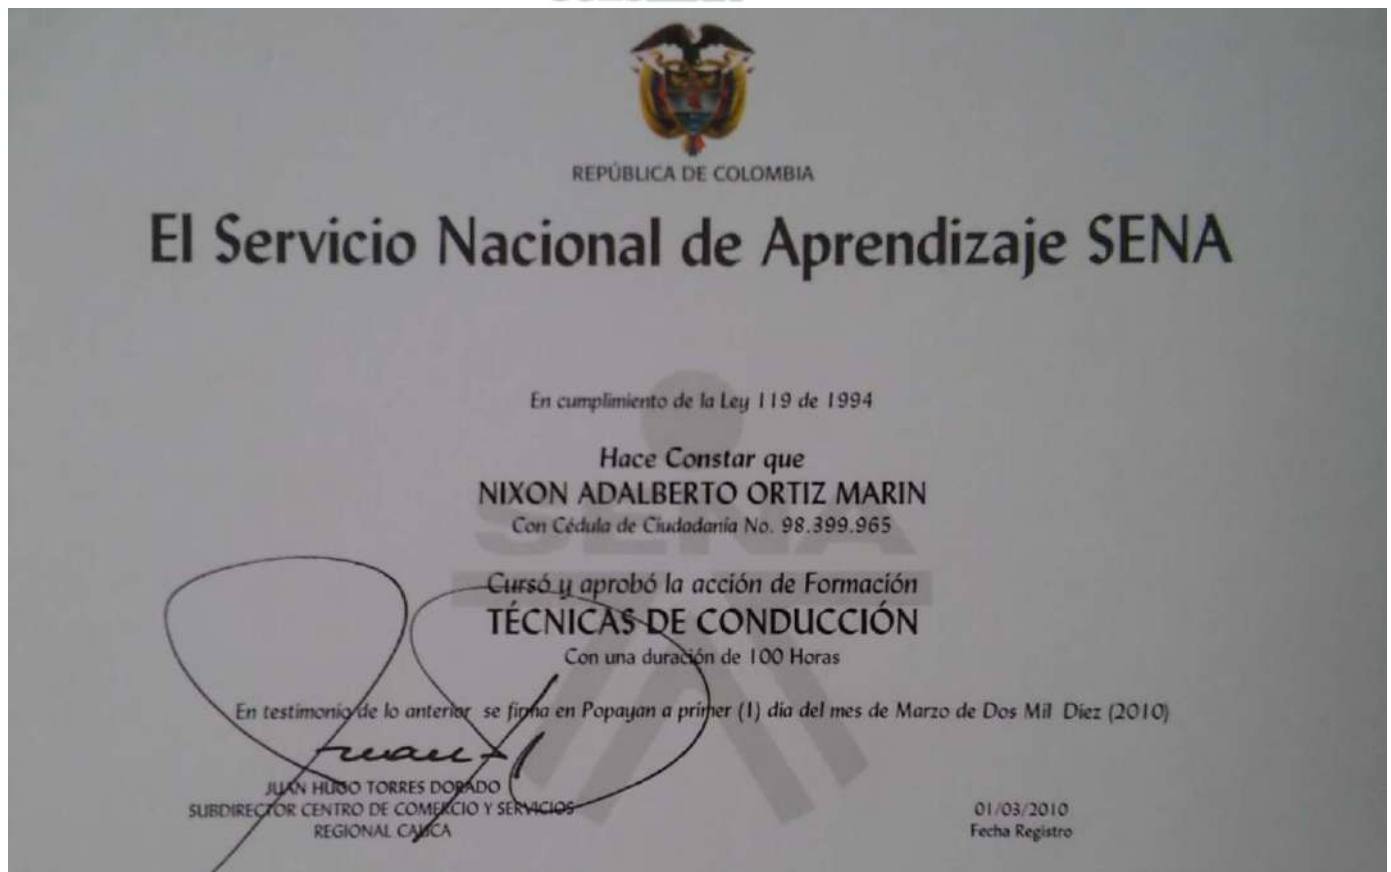 REPÚBLICA DE COLOMBIA
El Servicio Nacional de Aprendizaje SENA
En cumplimiento de la Ley 119 de 1994
Hace Constar que
NIXON ADALBERTO ORTIZ MARIN
Con Cédula de Ciudadanía No. 98.399.965
SENA
Cursó y aprobó la acción de Formación
TÉCNICAS DE CONDUCCIÓN
Con una duración de 100 Horas
En testimonio de lo anterior se firma en Popayan a primer (1) día del mes de Marzo de Dos Mil Diez (2010)
JUAN HUGO TORRES DORADO
SUBDIRECTOR CENTRO DE COMERCIO Y SERVICIOS
REGIONAL CAUCA
01/03/2010
Fecha Registro